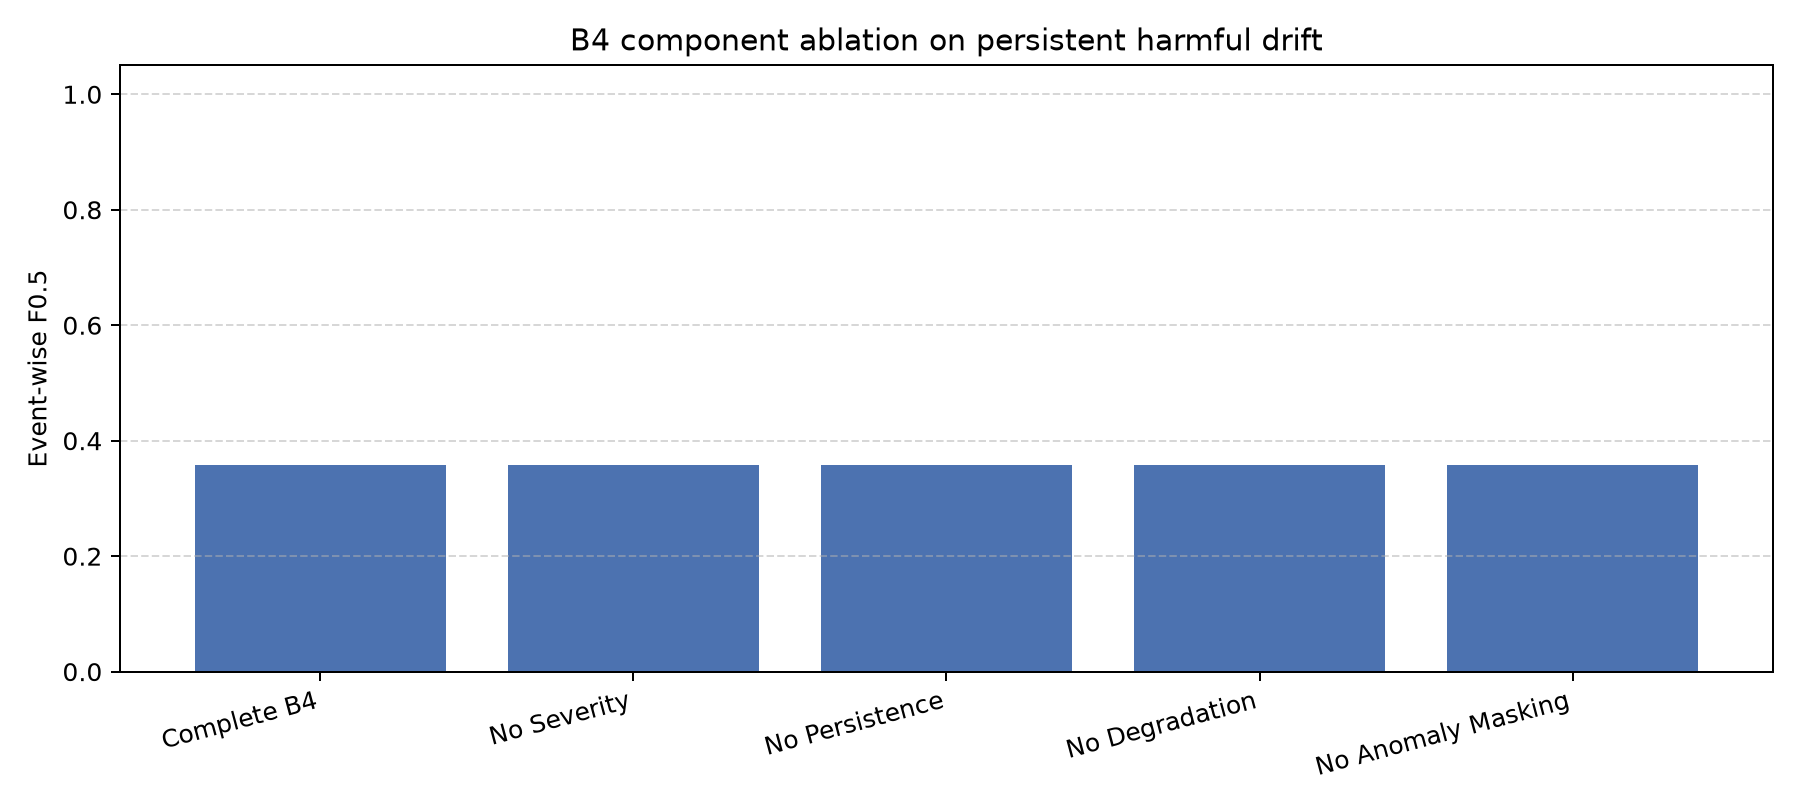 B4 component ablation on persistent harmful drift
Event-wise F0.5
1.0
0.8
0.6
0.4
0.2
0.0
Complete B4
No Severity
No Persistence
No Degradation
No Anomaly Masking